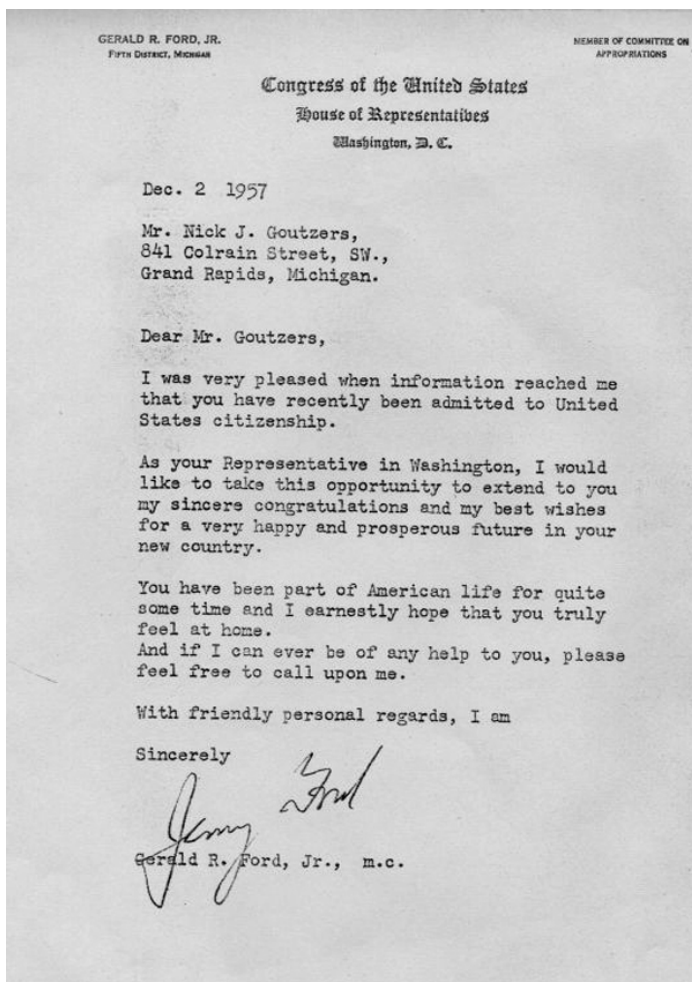 GERALD R. FORD, JR.
FIFTH DISTRICT, MICHIGAN
MEMBER OF COMMITTEE ON
APPROPRIATIONS
Congress of the United States
House of Representatives
Washington, D. C.
Dec. 2 1957
Mr. Nick J. Goutzers,
841 Colrain Street, SW.,
Grand Rapids, Michigan.
Dear Mr. Goutzers,
I was very pleased when information reached me
that you have recently been admitted to United
States citizenship.
As your Representative in Washington, I would
like to take this opportunity to extend to you
my sincere congratulations and my best wishes
for a very happy and prosperous future in your
new country.
You have been part of American life for quite
some time and I earnestly hope that you truly
feel at home.
And if I can ever be of any help to you, please
feel free to call upon me.
With friendly personal regards, I am
Sincerely
Jerry Ford
Gerald R. Ford, Jr., m.c.